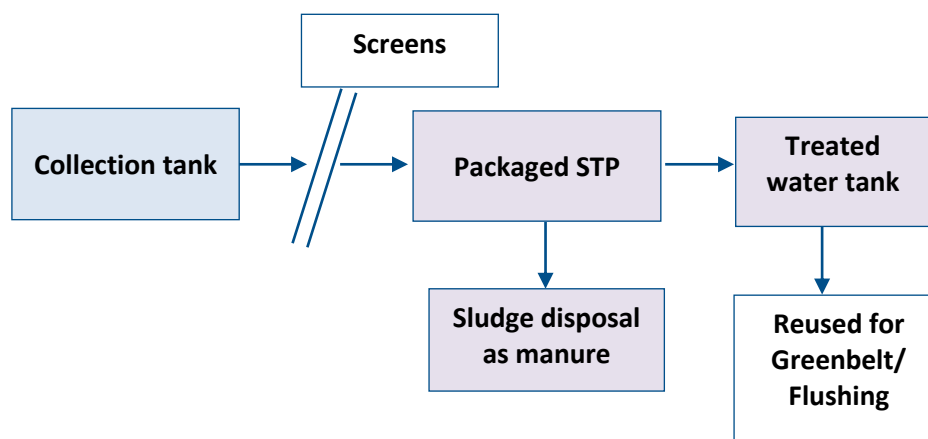 Screens
Collection tank
Packaged STP
Treated
water tank
Sludge disposal
as manure
Reused for
Greenbelt/
Flushing